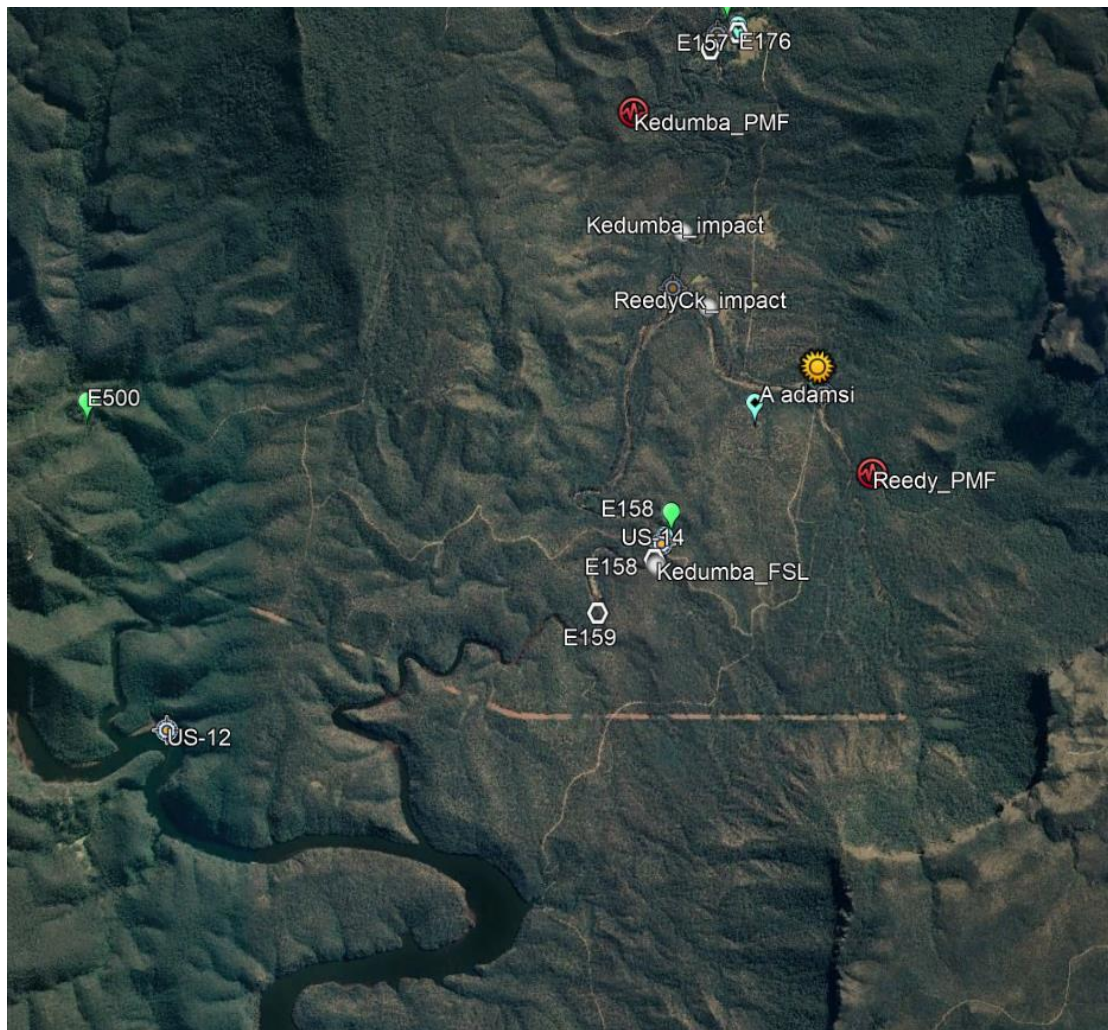 E157
E176
Kedumba_PMF
Kedumba_impact
ReedyCk_impact
E500
A adamsi
Reedy_PMF
E158
US-14
E158
Kedumba_FSL
E159
US-12